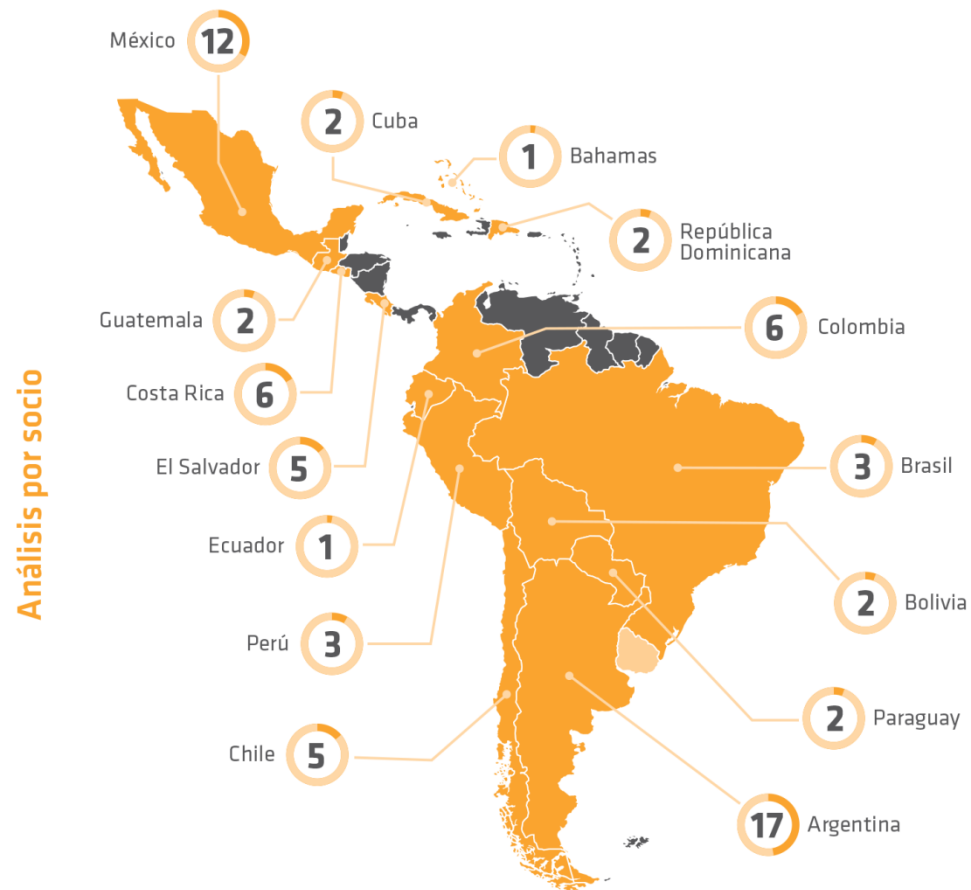 Análisis por socio
México 12
2 Cuba
1 Bahamas
2 República
Dominicana
Guatemala 2
6 Colombia
Costa Rica 6
El Salvador 5
3 Brasil
Ecuador 1
2 Bolivia
Perú 3
2 Paraguay
Chile 5
17 Argentina